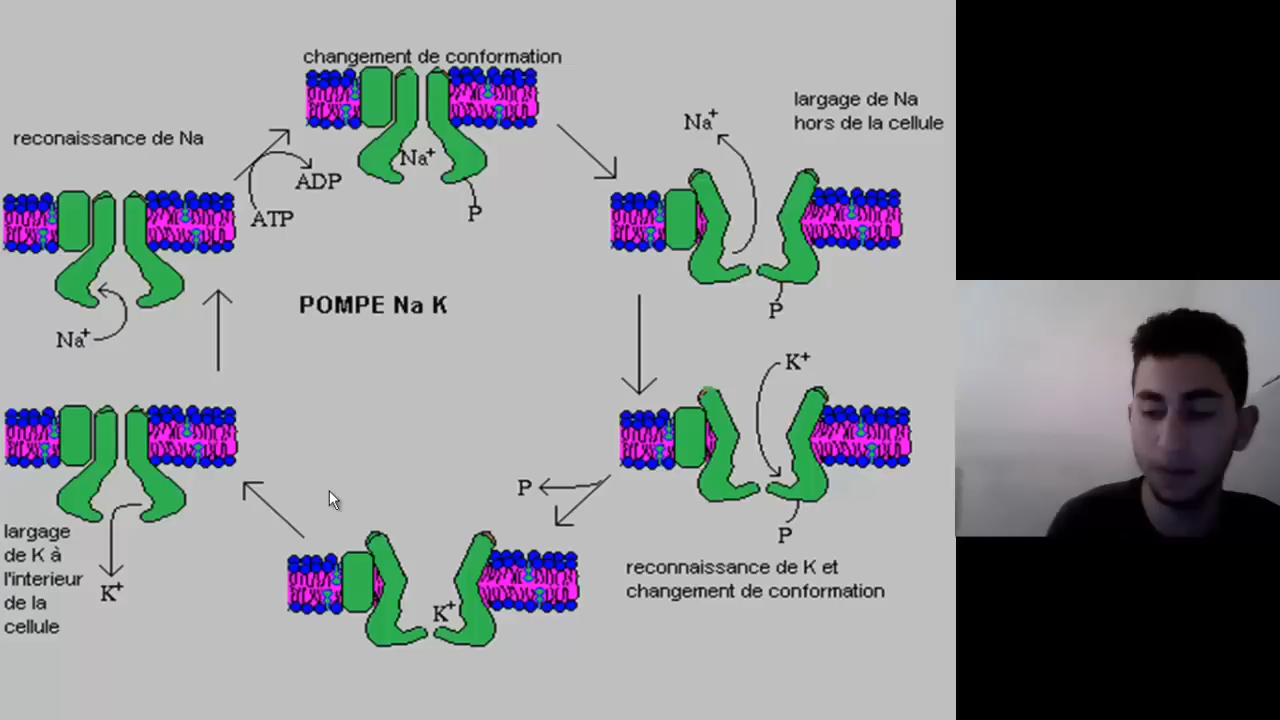 changement de conformation
reconaissance de Na
largage de Na
hors de la cellule
Na+
ADP
ATP
Na+
P
Na+
P
POMPE Na K
K+
P
P
reconnaissance de K et
changement de conformation
K+
largage
de K à
l'interieur
de la
cellule
K+